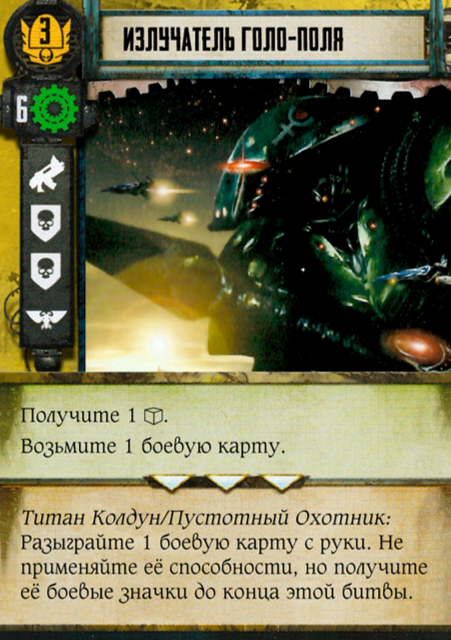 3
ИЗЛУЧАТЕЛЬ ГОЛО-ПОЛЯ
6
Получите 1 .
Возьмите 1 боевую карту.
Титан Колдун/Пустотный Охотник:
Разыграйте 1 боевую карту с руки. Не
применяйте её способности, но получите
её боевые значки до конца этой битвы.